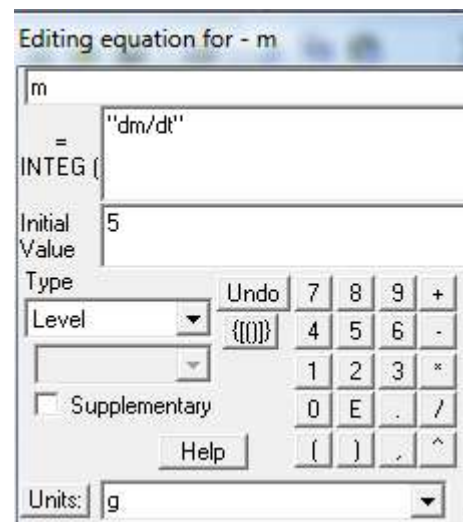 Editing equation for - m
m
= INTEG (
"dm/dt"
Initial Value
5
Type
Undo 7 8 9 +
Level {[()]} 4 5 6 -
1 2 3 *
Supplementary 0 E . /
Help ( ) , ^
Units: g